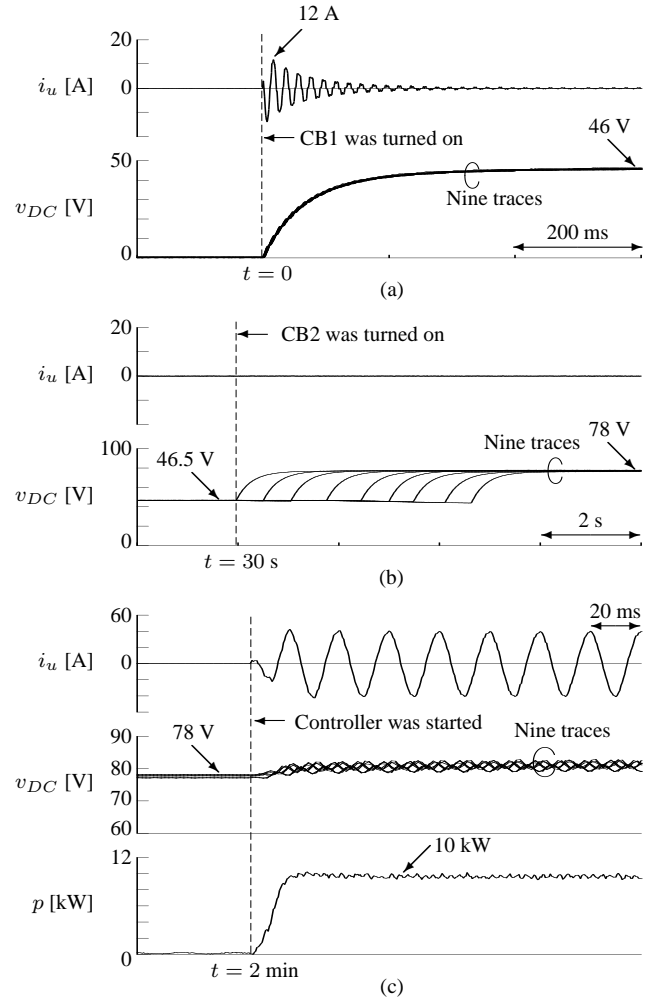 12 A
20
i_u [A]
0
CB1 was turned on
46 V
50
v_DC [V]
Nine traces
200 ms
0
t = 0
(a)
20
CB2 was turned on
i_u [A]
0
100
46.5 V
Nine traces
78 V
v_DC [V]
2 s
0
t = 30 s
(b)
60
20 ms
i_u [A]
0
Controller was started
90
78 V
Nine traces
80
v_DC [V]
70
60
12
10 kW
p [kW]
0
t = 2 min
(c)